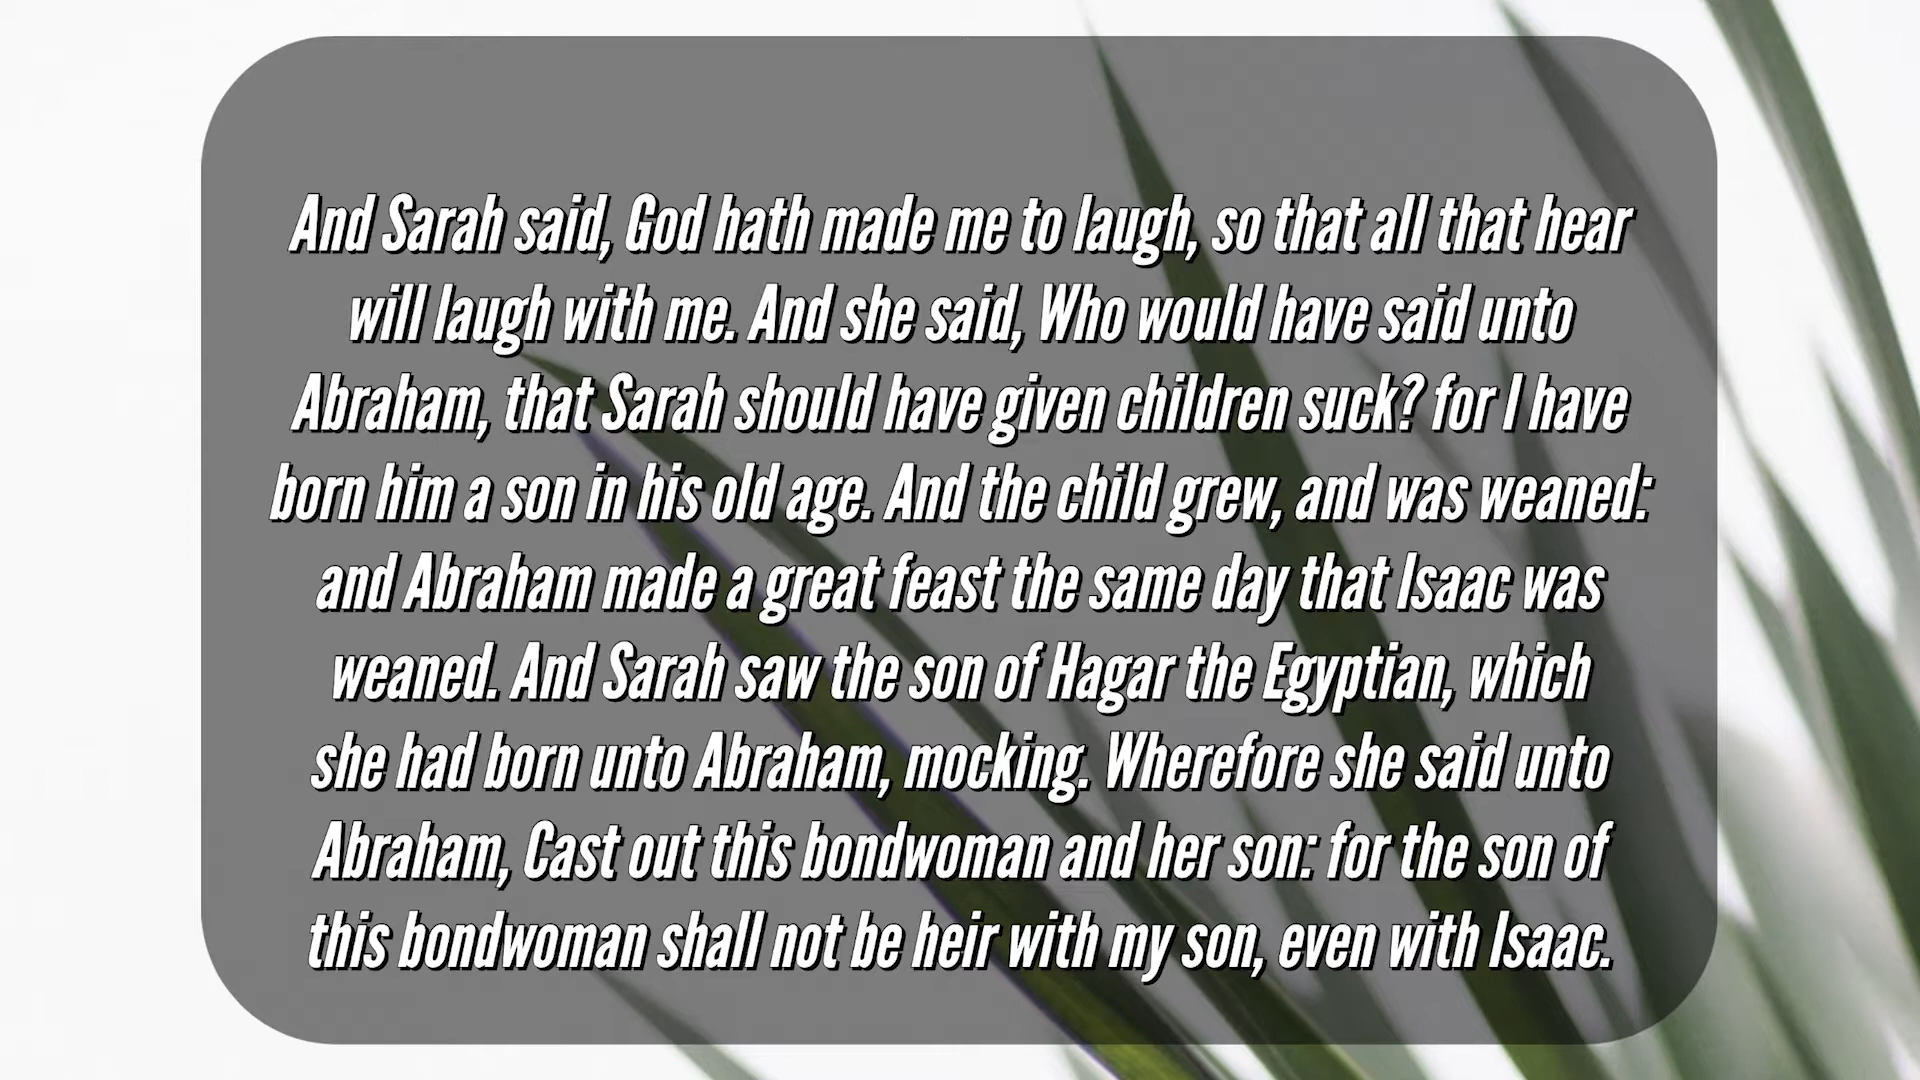 And Sarah said, God hath made me to laugh, so that all that hear
will laugh with me. And she said, Who would have said unto
Abraham, that Sarah should have given children suck? for I have
born him a son in his old age. And the child grew, and was weaned:
and Abraham made a great feast the same day that Isaac was
weaned. And Sarah saw the son of Hagar the Egyptian, which
she had born unto Abraham, mocking. Wherefore she said unto
Abraham, Cast out this bondwoman and her son: for the son of
this bondwoman shall not be heir with my son, even with Isaac.